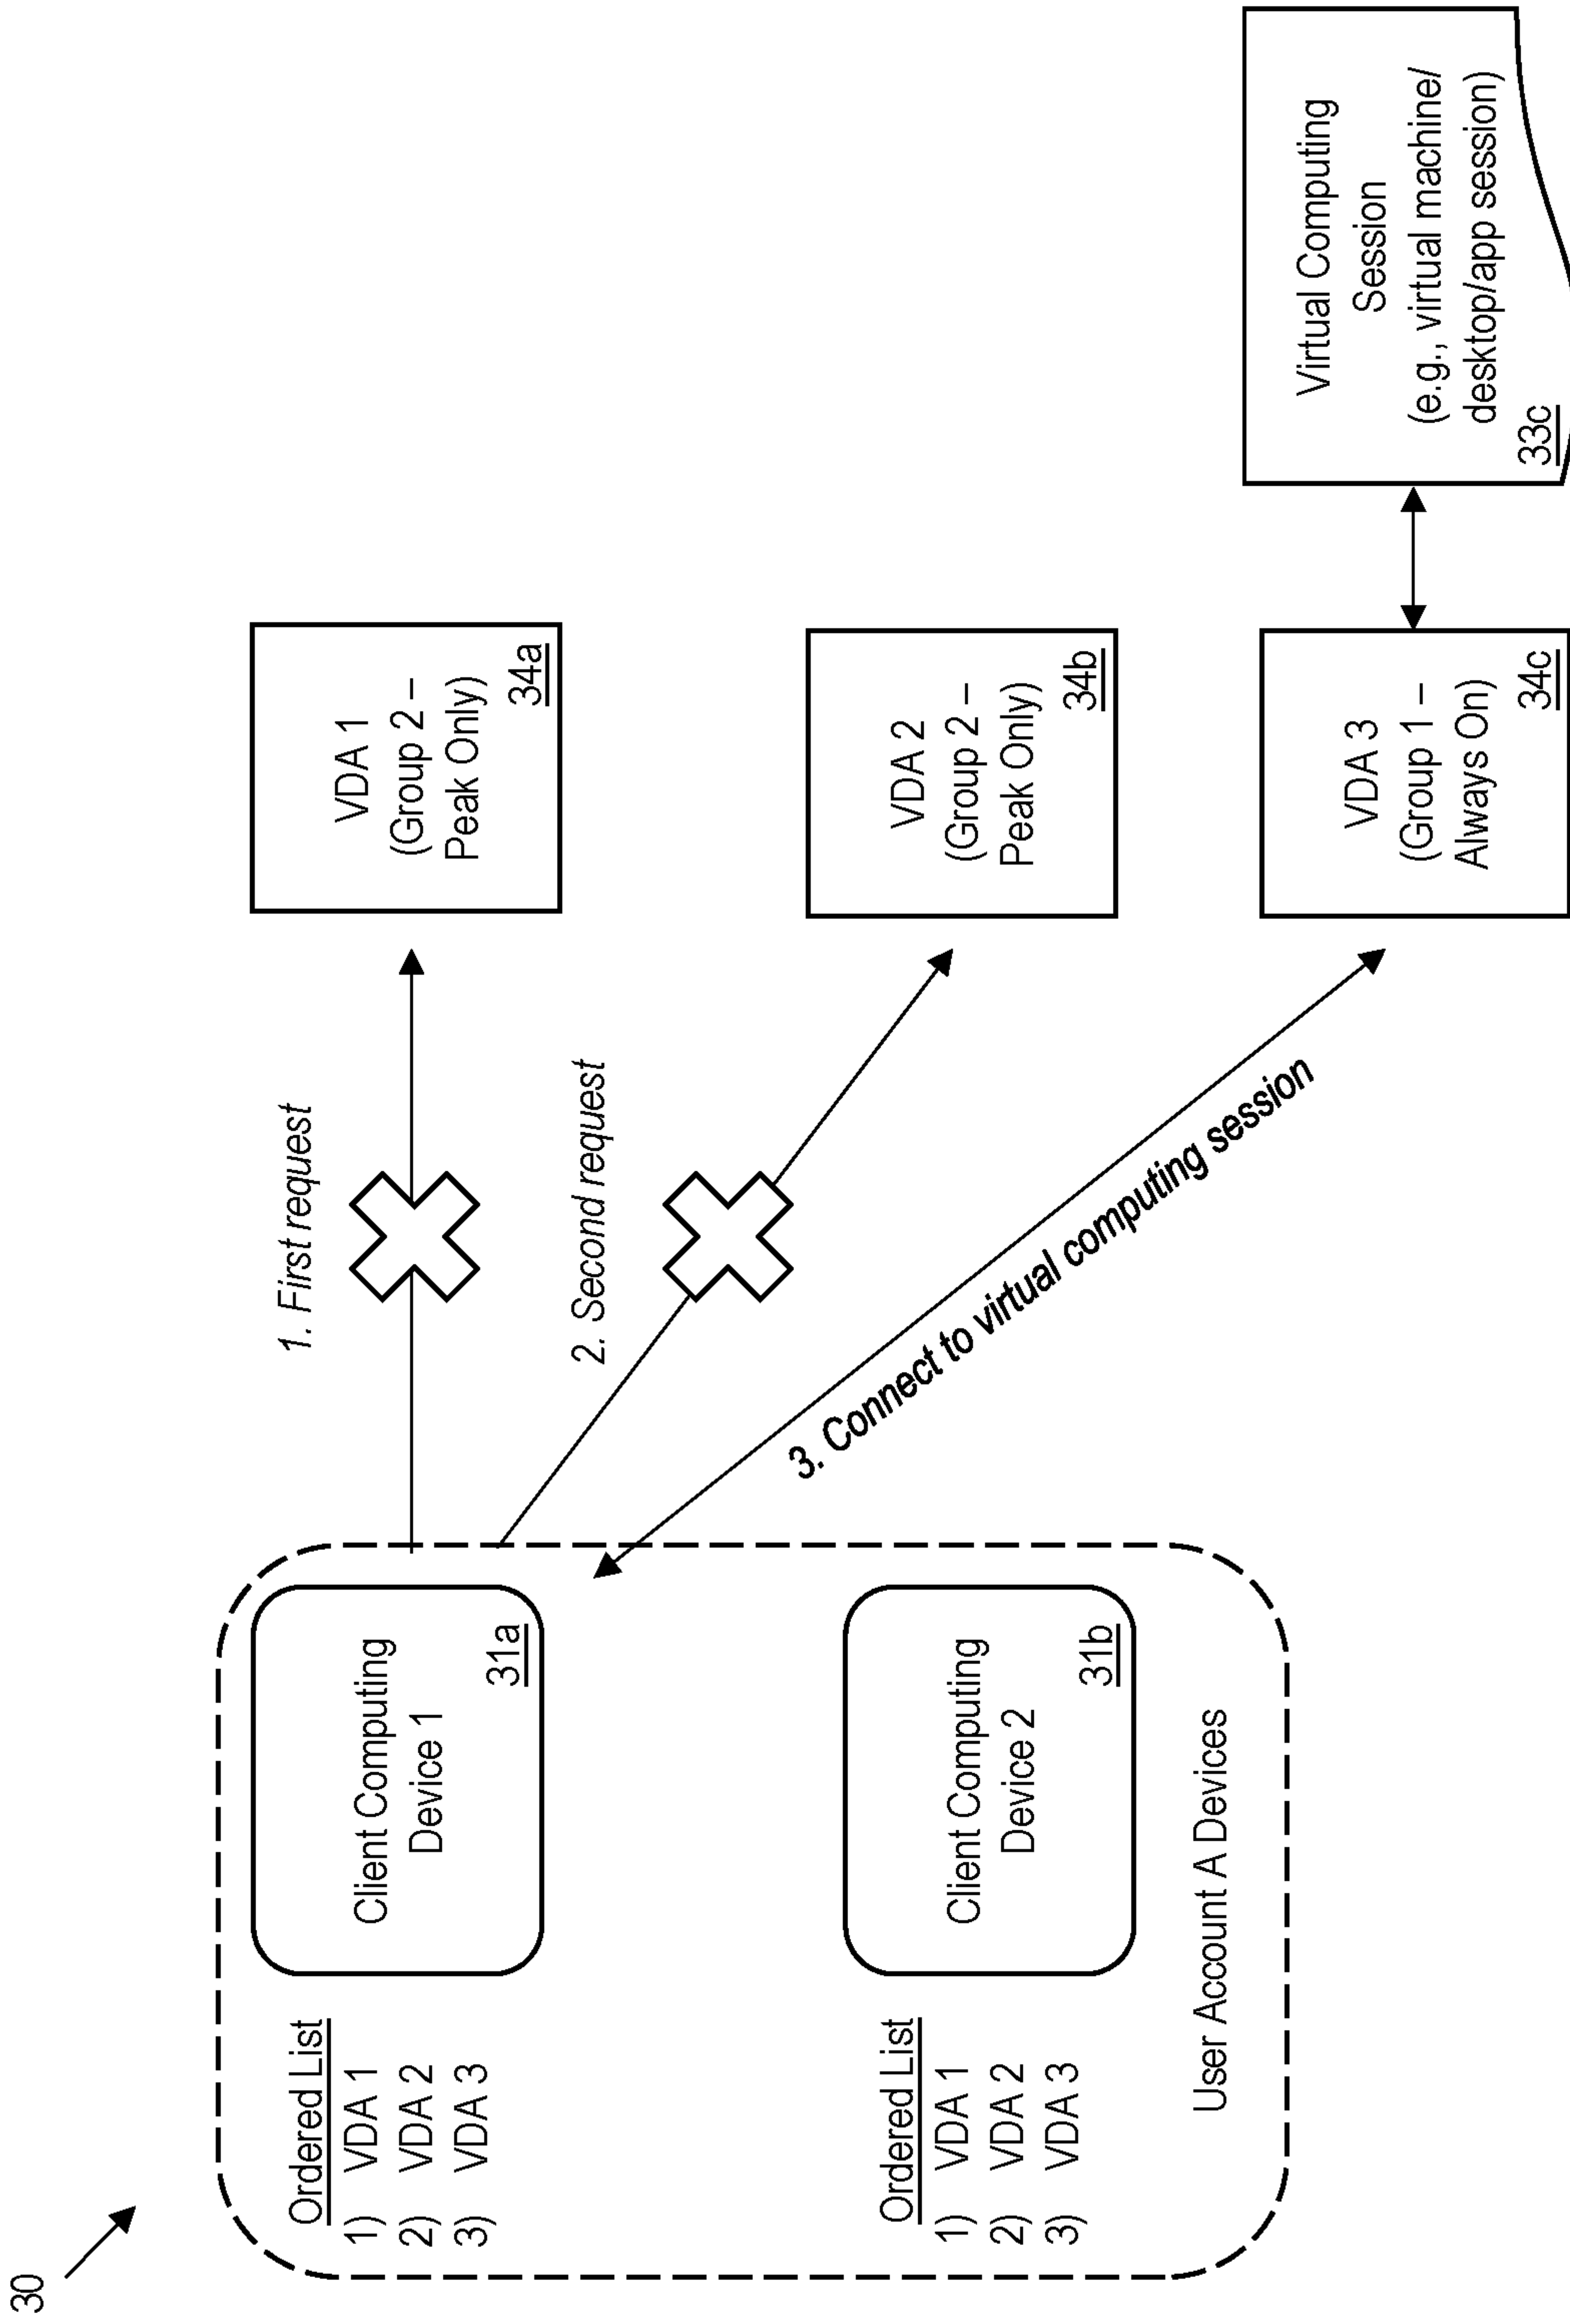 30
Ordered List
1) VDA 1
2) VDA 2
3) VDA 3
Client Computing
Device 1
31a
1. First request
VDA 1
(Group 2 –
Peak Only)
34a
2. Second request
VDA 2
(Group 2 –
Peak Only)
34b
Ordered List
1) VDA 1
2) VDA 2
3) VDA 3
Client Computing
Device 2
31b
User Account A Devices
3. Connect to virtual computing session
VDA 3
(Group 1 –
Always On)
34c
Virtual Computing
Session
(e.g., virtual machine/
desktop/app session)
33c